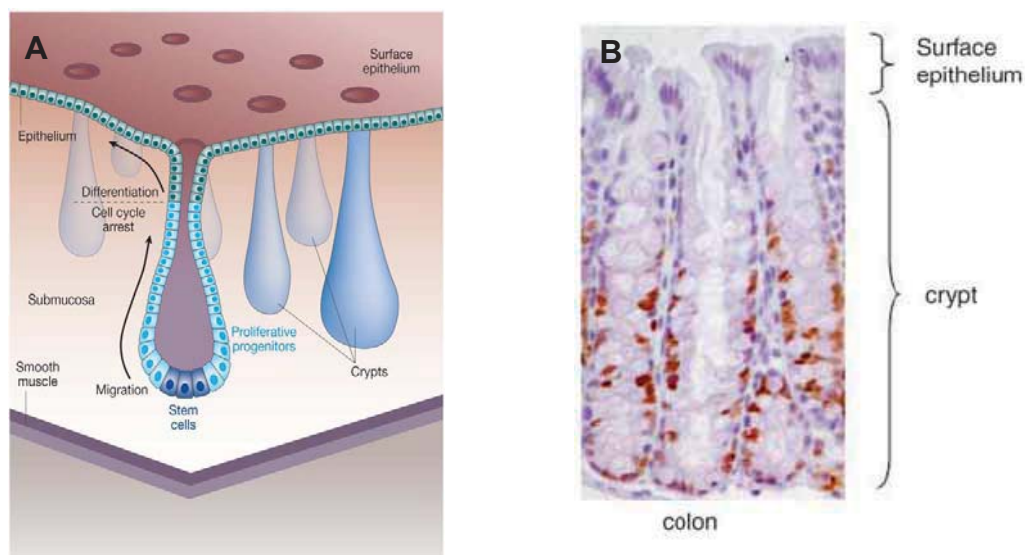 A
Surface
epithelium
Epithelium
Differentiation
Cell cycle
arrest
Submucosa
Proliferative
progenitors
Crypts
Smooth
muscle
Migration
Stem
cells
B
Surface
epithelium
crypt
colon